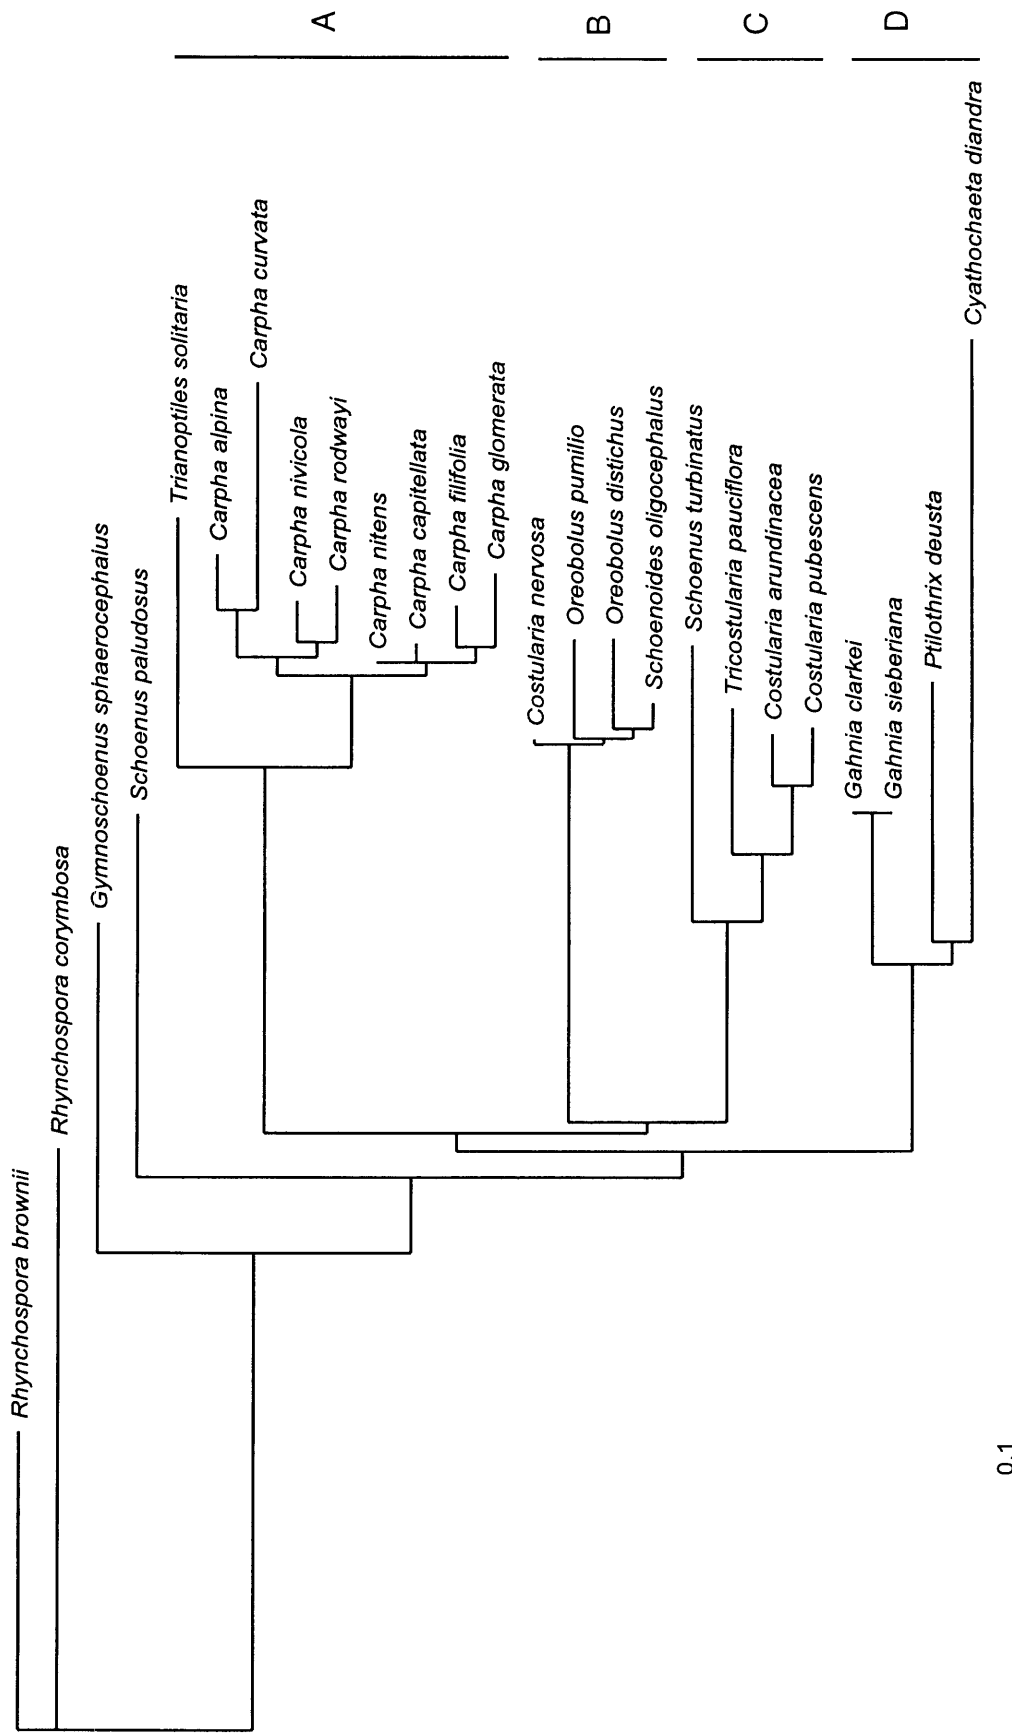 Rhynchospora brownii
Rhynchospora corymbosa
Gymnoschoenus sphaerocephalus
Schoenus paludosus
Trianoptiles solitaria
Carpha alpina
Carpha curvata
Carpha nivicola
Carpha rodwayi
Carpha nitens
Carpha capitellata
Carpha filifolia
Carpha glomerata
A
Costularia nervosa
Oreobolus pumilio
Oreobolus distichus
Schoenoides oligocephalus
B
Schoenus turbinatus
Tricostularia pauciflora
Costularia arundinacea
Costularia pubescens
C
Gahnia clarkei
Gahnia sieberiana
Ptilothrix deusta
Cyathochaeta diandra
D
0.1